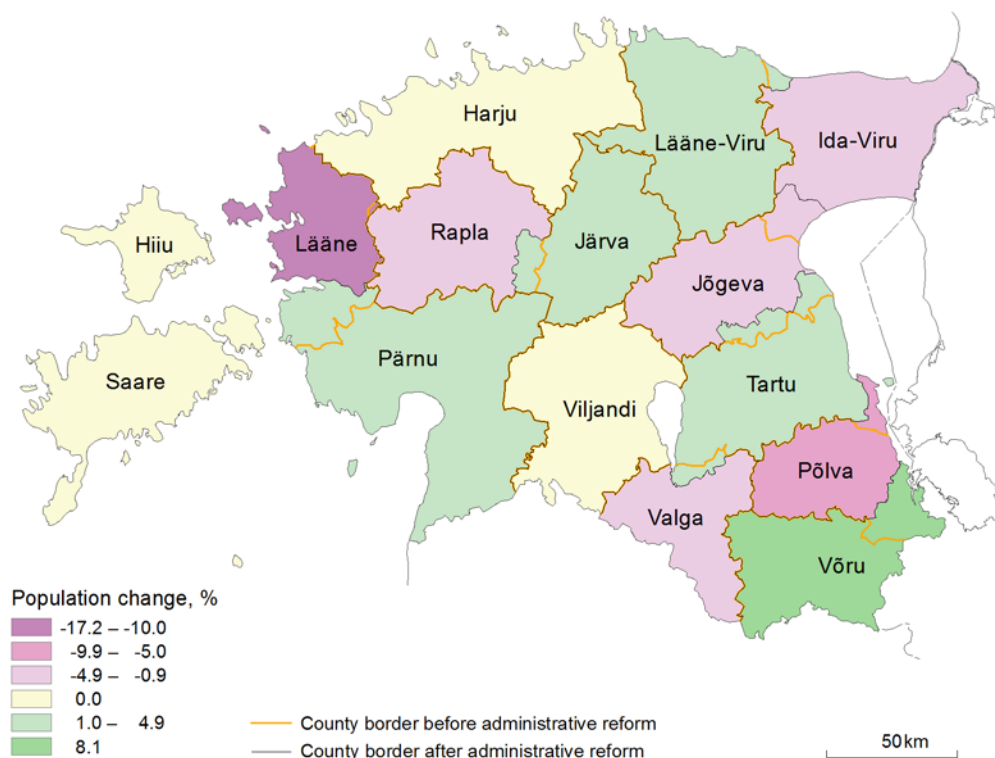 Harju
Lääne-Viru
Ida-Viru
Hiiu
Lääne
Rapla
Järva
Jõgeva
Saare
Pärnu
Viljandi
Tartu
Põlva
Valga
Võru
Population change, %
-17.2 – -10.0
-9.9 – -5.0
-4.9 – -0.9
0.0
1.0 – 4.9
8.1
County border before administrative reform
County border after administrative reform
50 km